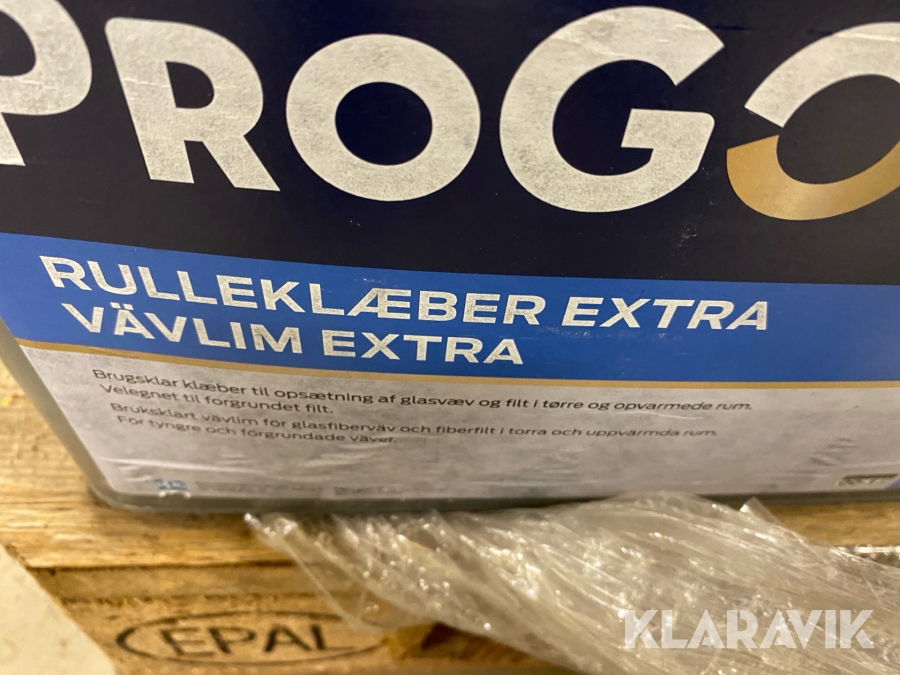 PROGO
RULLEKLÆBER EXTRA
VÄVLIM EXTRA
Brugsklar klæber til opsætning af glasvæv og filt i tørre og opvarmede rum.
Velegnet til forgrundet filt.
Bruksklart vävlim för glasfiberväv och fiberfilt i torra och uppvärmda rum.
För tyngre och förgrundade väver.
EPAL
KLARAVIK